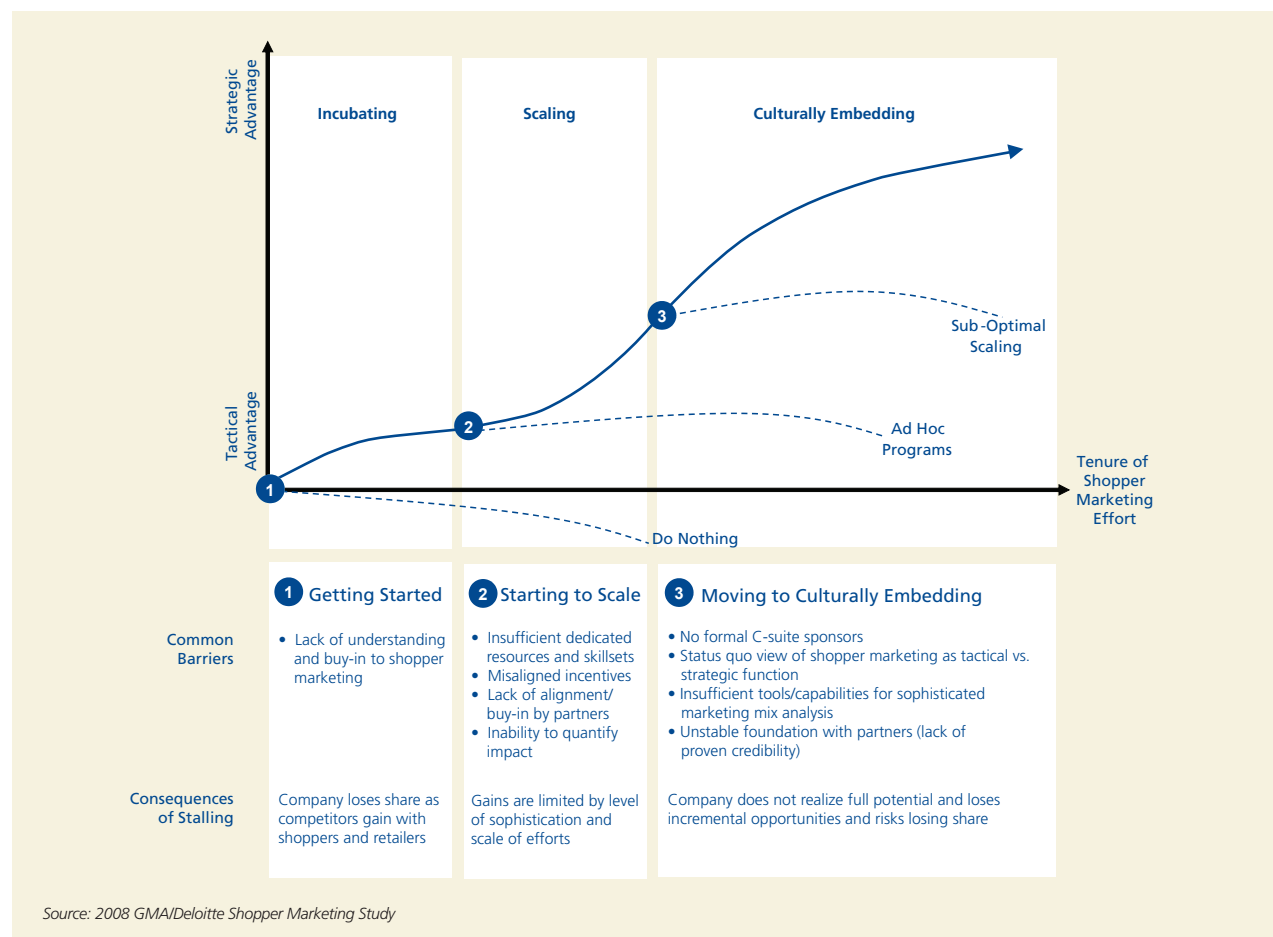 Strategic
Advantage
Incubating
Scaling
Culturally Embedding
3
Sub-Optimal
Scaling
Tactical
Advantage
2
Ad Hoc
Programs
1
Tenure of
Shopper
Marketing
Effort
Do Nothing
1 Getting Started
2 Starting to Scale
3 Moving to Culturally Embedding
Common
Barriers
• Lack of understanding
and buy-in to shopper
marketing
• Insufficient dedicated
resources and skillsets
• Misaligned incentives
• Lack of alignment/
buy-in by partners
• Inability to quantify
impact
• No formal C-suite sponsors
• Status quo view of shopper marketing as tactical vs.
strategic function
• Insufficient tools/capabilities for sophisticated
marketing mix analysis
• Unstable foundation with partners (lack of
proven credibility)
Consequences
of Stalling
Company loses share as
competitors gain with
shoppers and retailers
Gains are limited by level
of sophistication and
scale of efforts
Company does not realize full potential and loses
incremental opportunities and risks losing share
Source: 2008 GMA/Deloitte Shopper Marketing Study